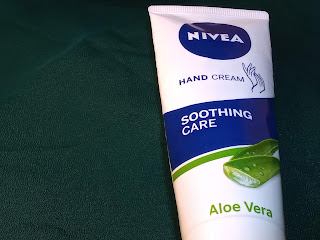 NIVEA
HAND CREAM
SOOTHING
CARE
Aloe Vera